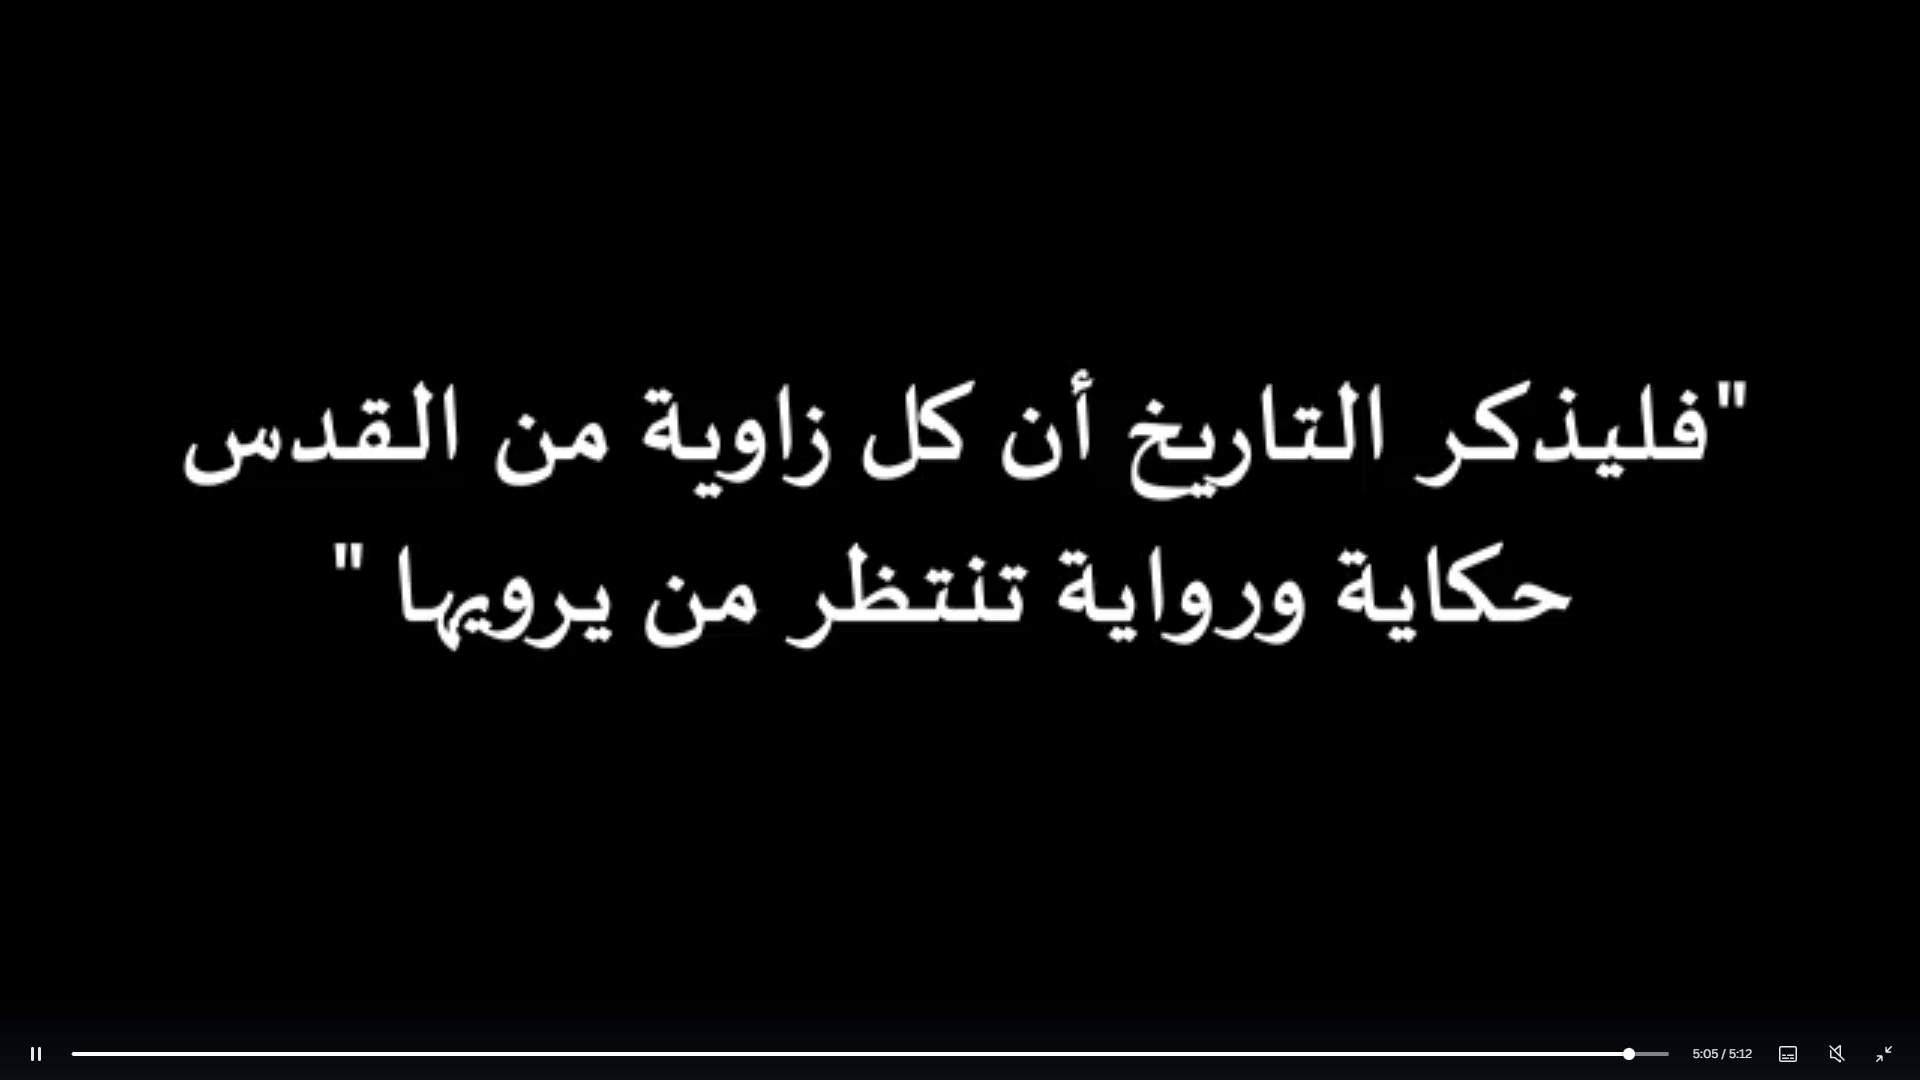 "فليذكر التاريخ أن كل زاوية من القدس
حكاية ورواية تنتظر من يرويها "
5:05 / 5:12